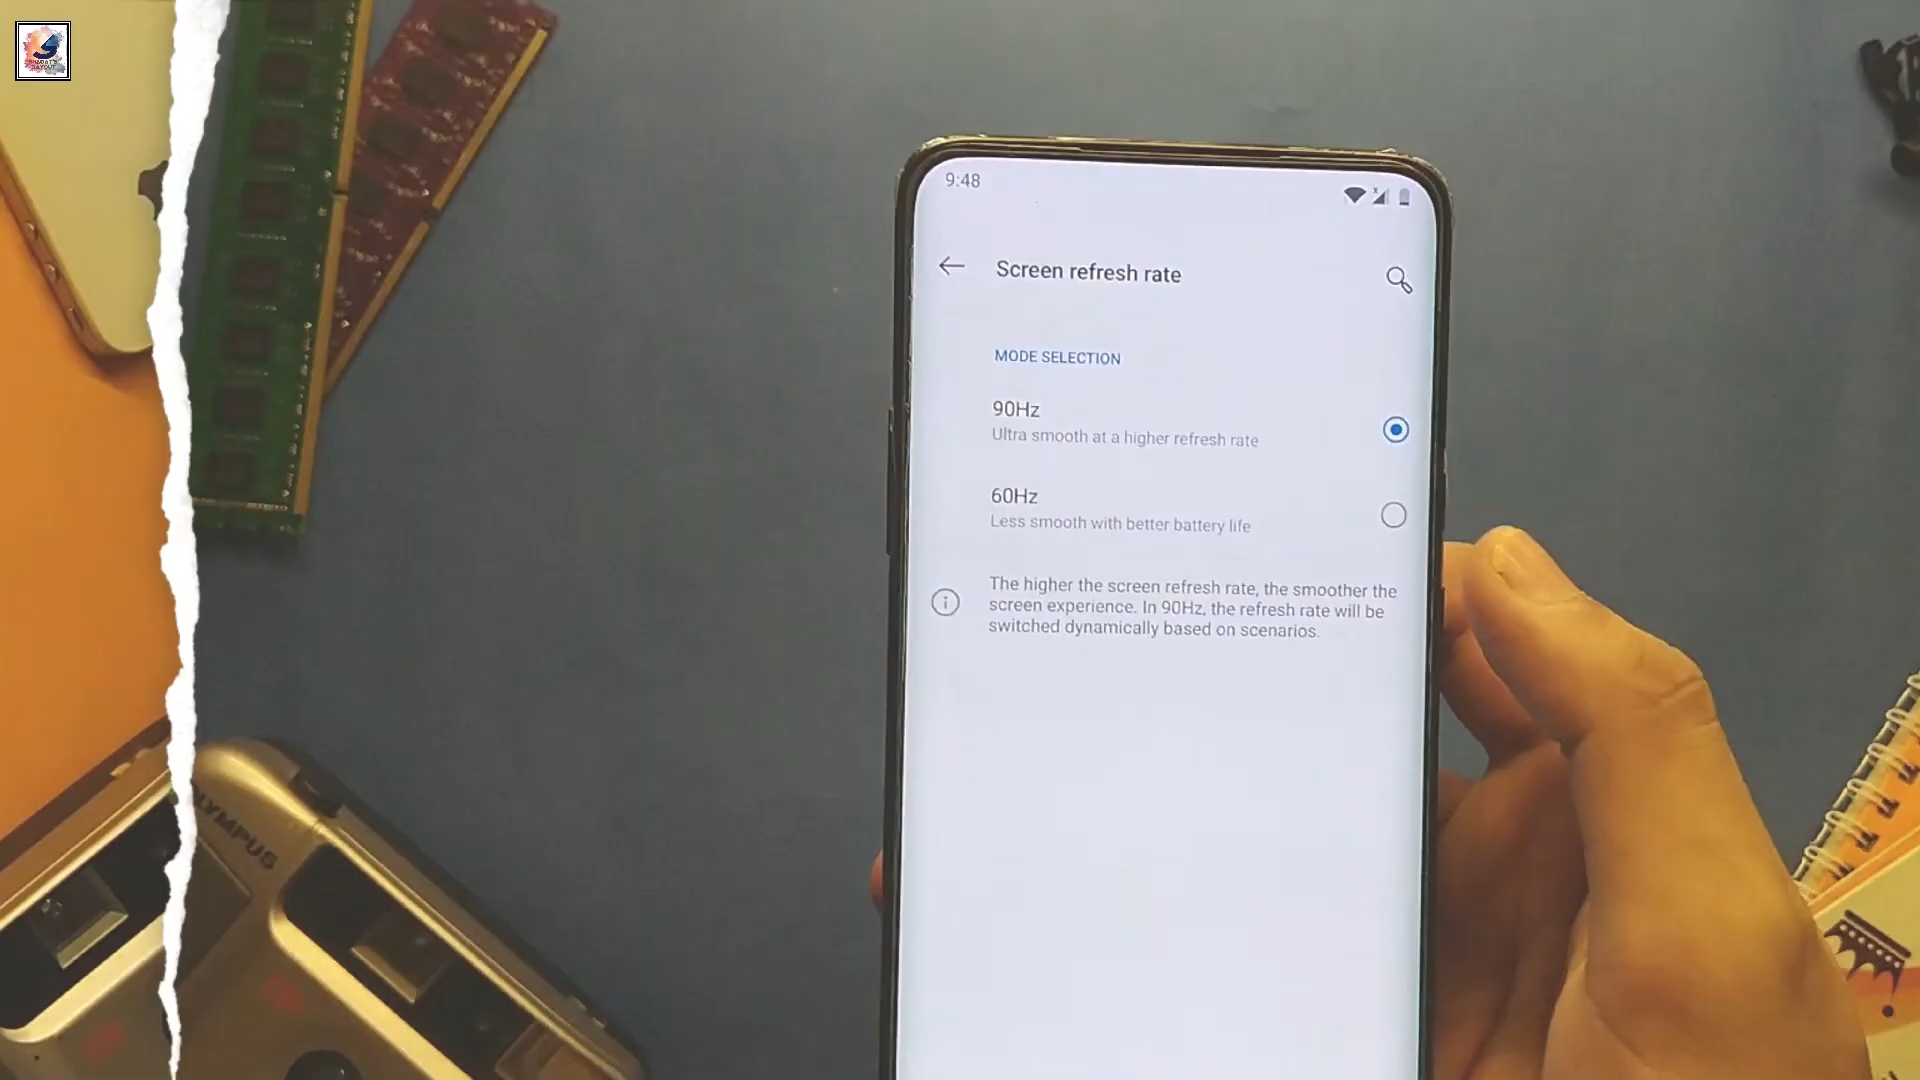 9:48
Screen refresh rate
MODE SELECTION
90Hz
Ultra smooth at a higher refresh rate
60Hz
Less smooth with better battery life
The higher the screen refresh rate, the smoother the
screen experience. In 90Hz, the refresh rate will be
switched dynamically based on scenarios.
LYMPUS